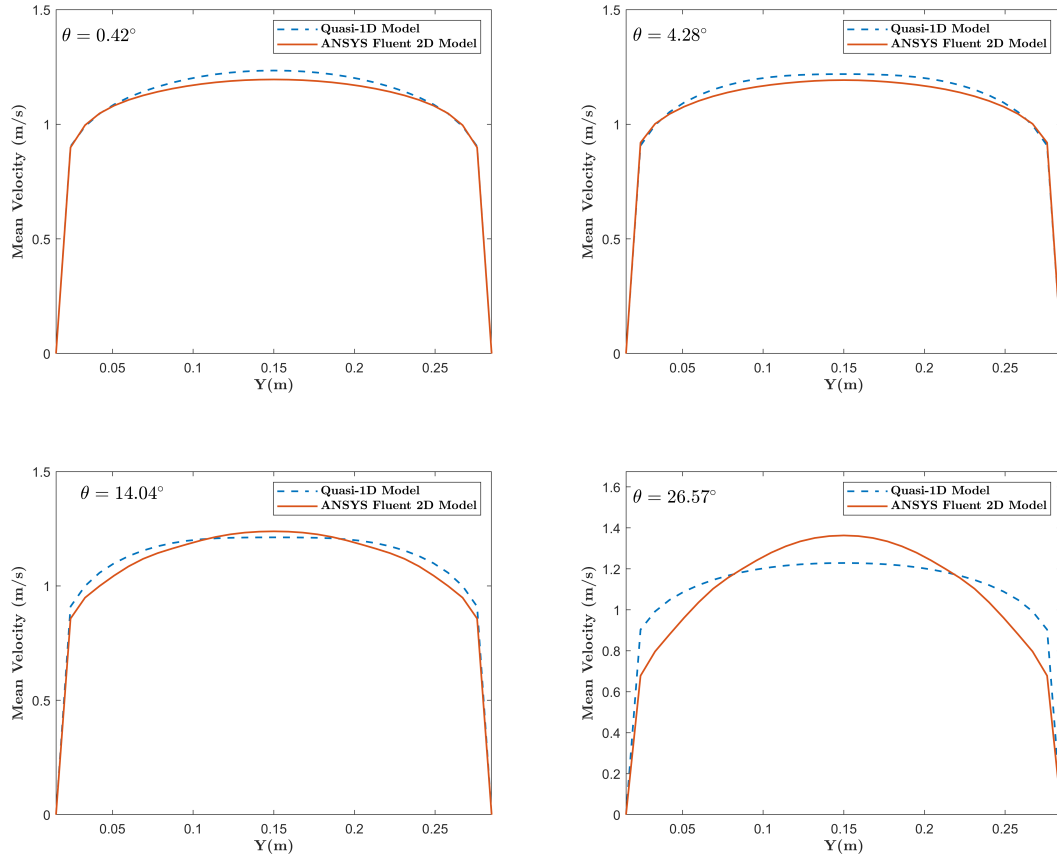 θ = 0.42°
Quasi-1D Model
ANSYS Fluent 2D Model
1.5
1
0.5
0
Mean Velocity (m/s)
0.05 0.1 0.15 0.2 0.25
Y(m)
θ = 4.28°
Quasi-1D Model
ANSYS Fluent 2D Model
1.5
1
0.5
0
Mean Velocity (m/s)
0.05 0.1 0.15 0.2 0.25
Y(m)
θ = 14.04°
Quasi-1D Model
ANSYS Fluent 2D Model
1.5
1
0.5
0
Mean Velocity (m/s)
0.05 0.1 0.15 0.2 0.25
Y(m)
θ = 26.57°
Quasi-1D Model
ANSYS Fluent 2D Model
1.6
1.4
1.2
1
0.8
0.6
0.4
0.2
0
Mean Velocity (m/s)
0.05 0.1 0.15 0.2 0.25
Y(m)